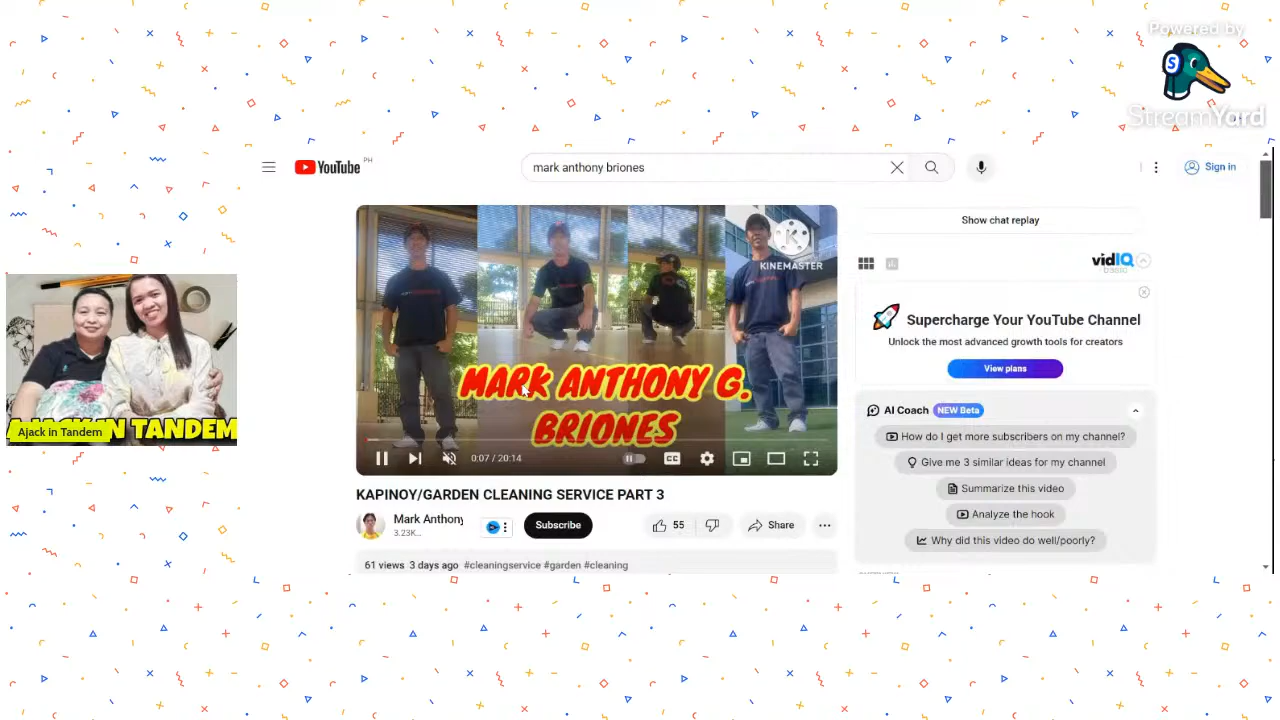 Powered by
StreamYard
YouTube PH
mark anthony briones
Sign in
KINEMASTER
MARK ANTHONY G.
BRIONES
0:07 / 20:14
CC
KAPINOY/GARDEN CLEANING SERVICE PART 3
Mark Anthony
3.23K...
Subscribe
55
Share
61 views 3 days ago #cleaningservice #garden #cleaning
Show chat replay
vidIQ
basic
Supercharge Your YouTube Channel
Unlock the most advanced growth tools for creators
View plans
AI Coach NEW Beta
How do I get more subscribers on my channel?
Give me 3 similar ideas for my channel
Summarize this video
Analyze the hook
Why did this video do well/poorly?
N TANDEM
Ajack in Tandem